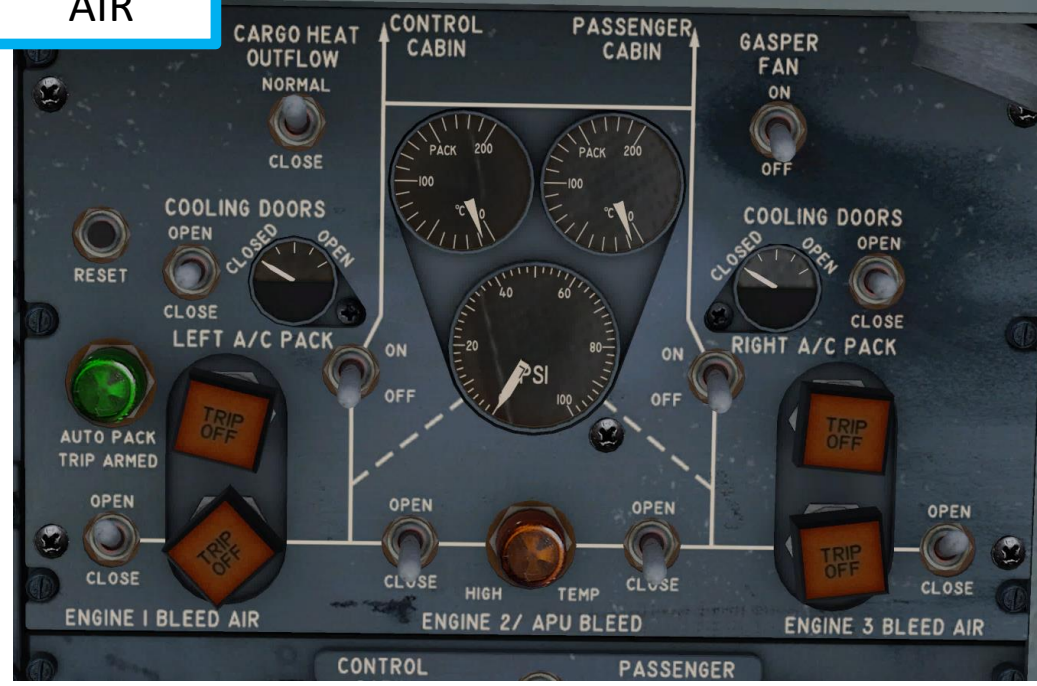 AIR
CARGO HEAT
OUTFLOW
NORMAL
CLOSE
CONTROL
CABIN
PASSENGER
CABIN
GASPER
FAN
ON
OFF
PACK 200
100
°C 0
PACK 200
100
°C 0
RESET
COOLING DOORS
OPEN
CLOSE
CLOSED
OPEN
COOLING DOORS
CLOSED
OPEN
OPEN
CLOSE
40 60
20 80
PSI
100
LEFT A/C PACK
ON
OFF
RIGHT A/C PACK
ON
OFF
AUTO PACK
TRIP ARMED
TRIP
OFF
TRIP
OFF
TRIP
OFF
TRIP
OFF
OPEN
CLOSE
OPEN
CLOSE
HIGH TEMP
OPEN
CLOSE
OPEN
CLOSE
ENGINE 1 BLEED AIR
ENGINE 2/ APU BLEED
ENGINE 3 BLEED AIR
CONTROL
PASSENGER